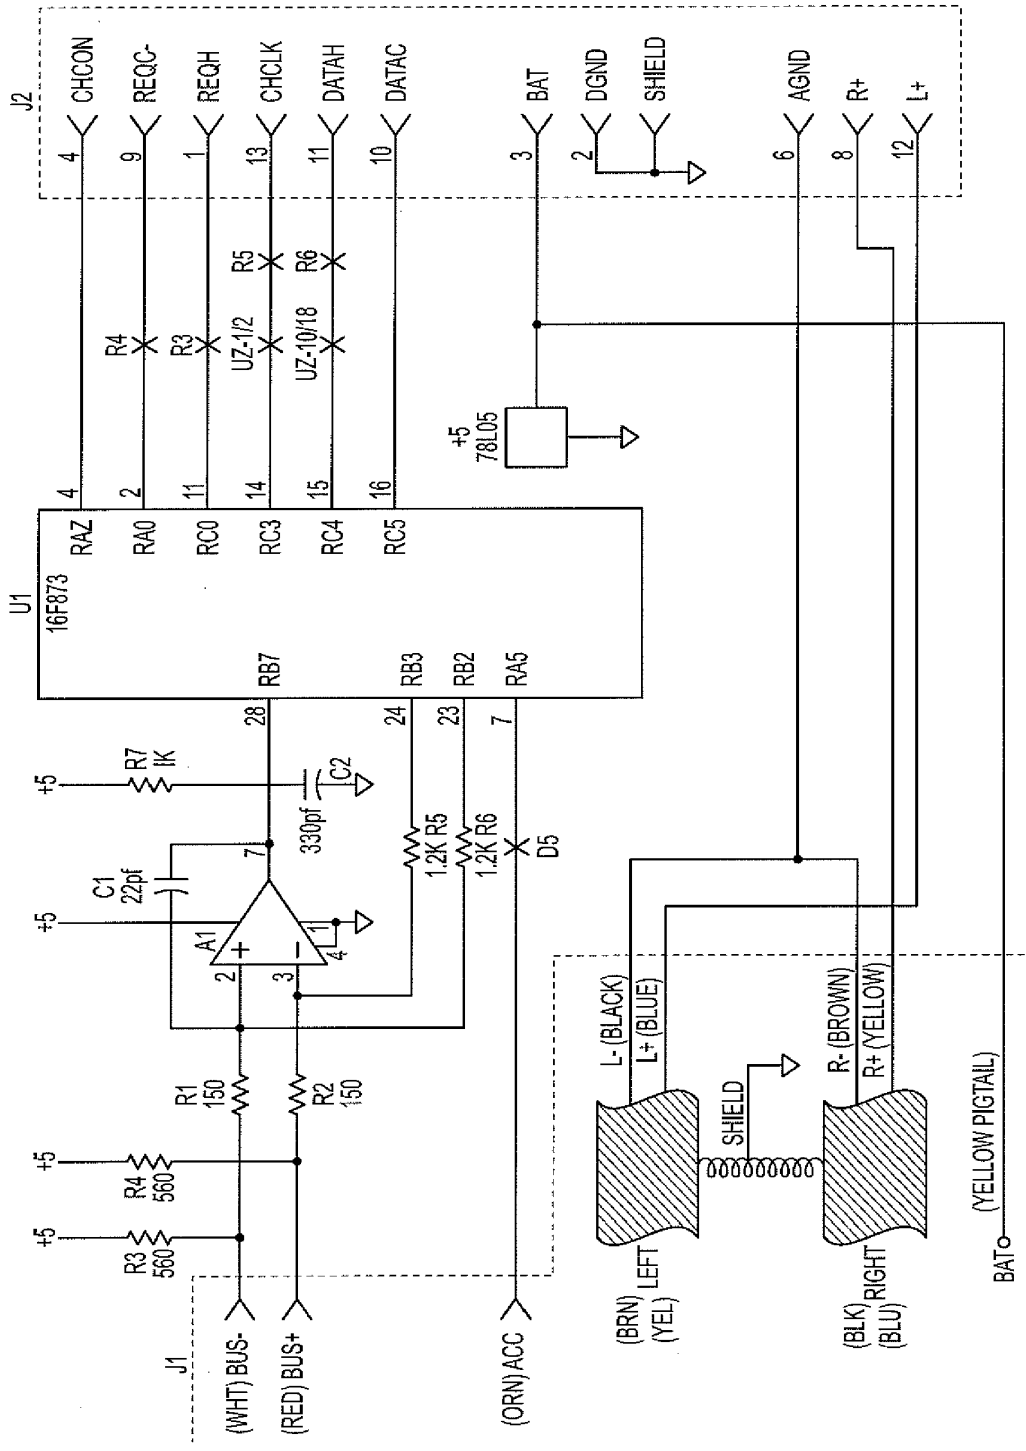 J2
4 CHCON
9 REQC-
1 REQH
13 CHCLK
11 DATAH
10 DATAC
3 BAT
2 DGND
SHIELD
6 AGND
8 R+
12 L+
R4
R3
UZ-1/2 R5
UZ-10/18 R6
+5
78L05
U1
16F873
RAZ 4
RA0 2
RC0 11
RC3 14
RC4 15
RC5 16
28 RB7
24 RB3
23 RB2
7 RA5
+5
R7
IK
330pf
C2
C1
22pf
7
+5
A1
+
-
2
3
1
4
1.2K R5
1.2K R6
D5
R1
150
R2
150
+5
R4
560
+5
R3
560
J1
(WHT) BUS-
(RED) BUS+
(ORN) ACC
L- (BLACK)
L+ (BLUE)
R- (BROWN)
R+ (YELLOW)
SHIELD
(BRN)
LEFT
(YEL)
(BLK)
RIGHT
(BLU)
BAT
(YELLOW PIGTAIL)